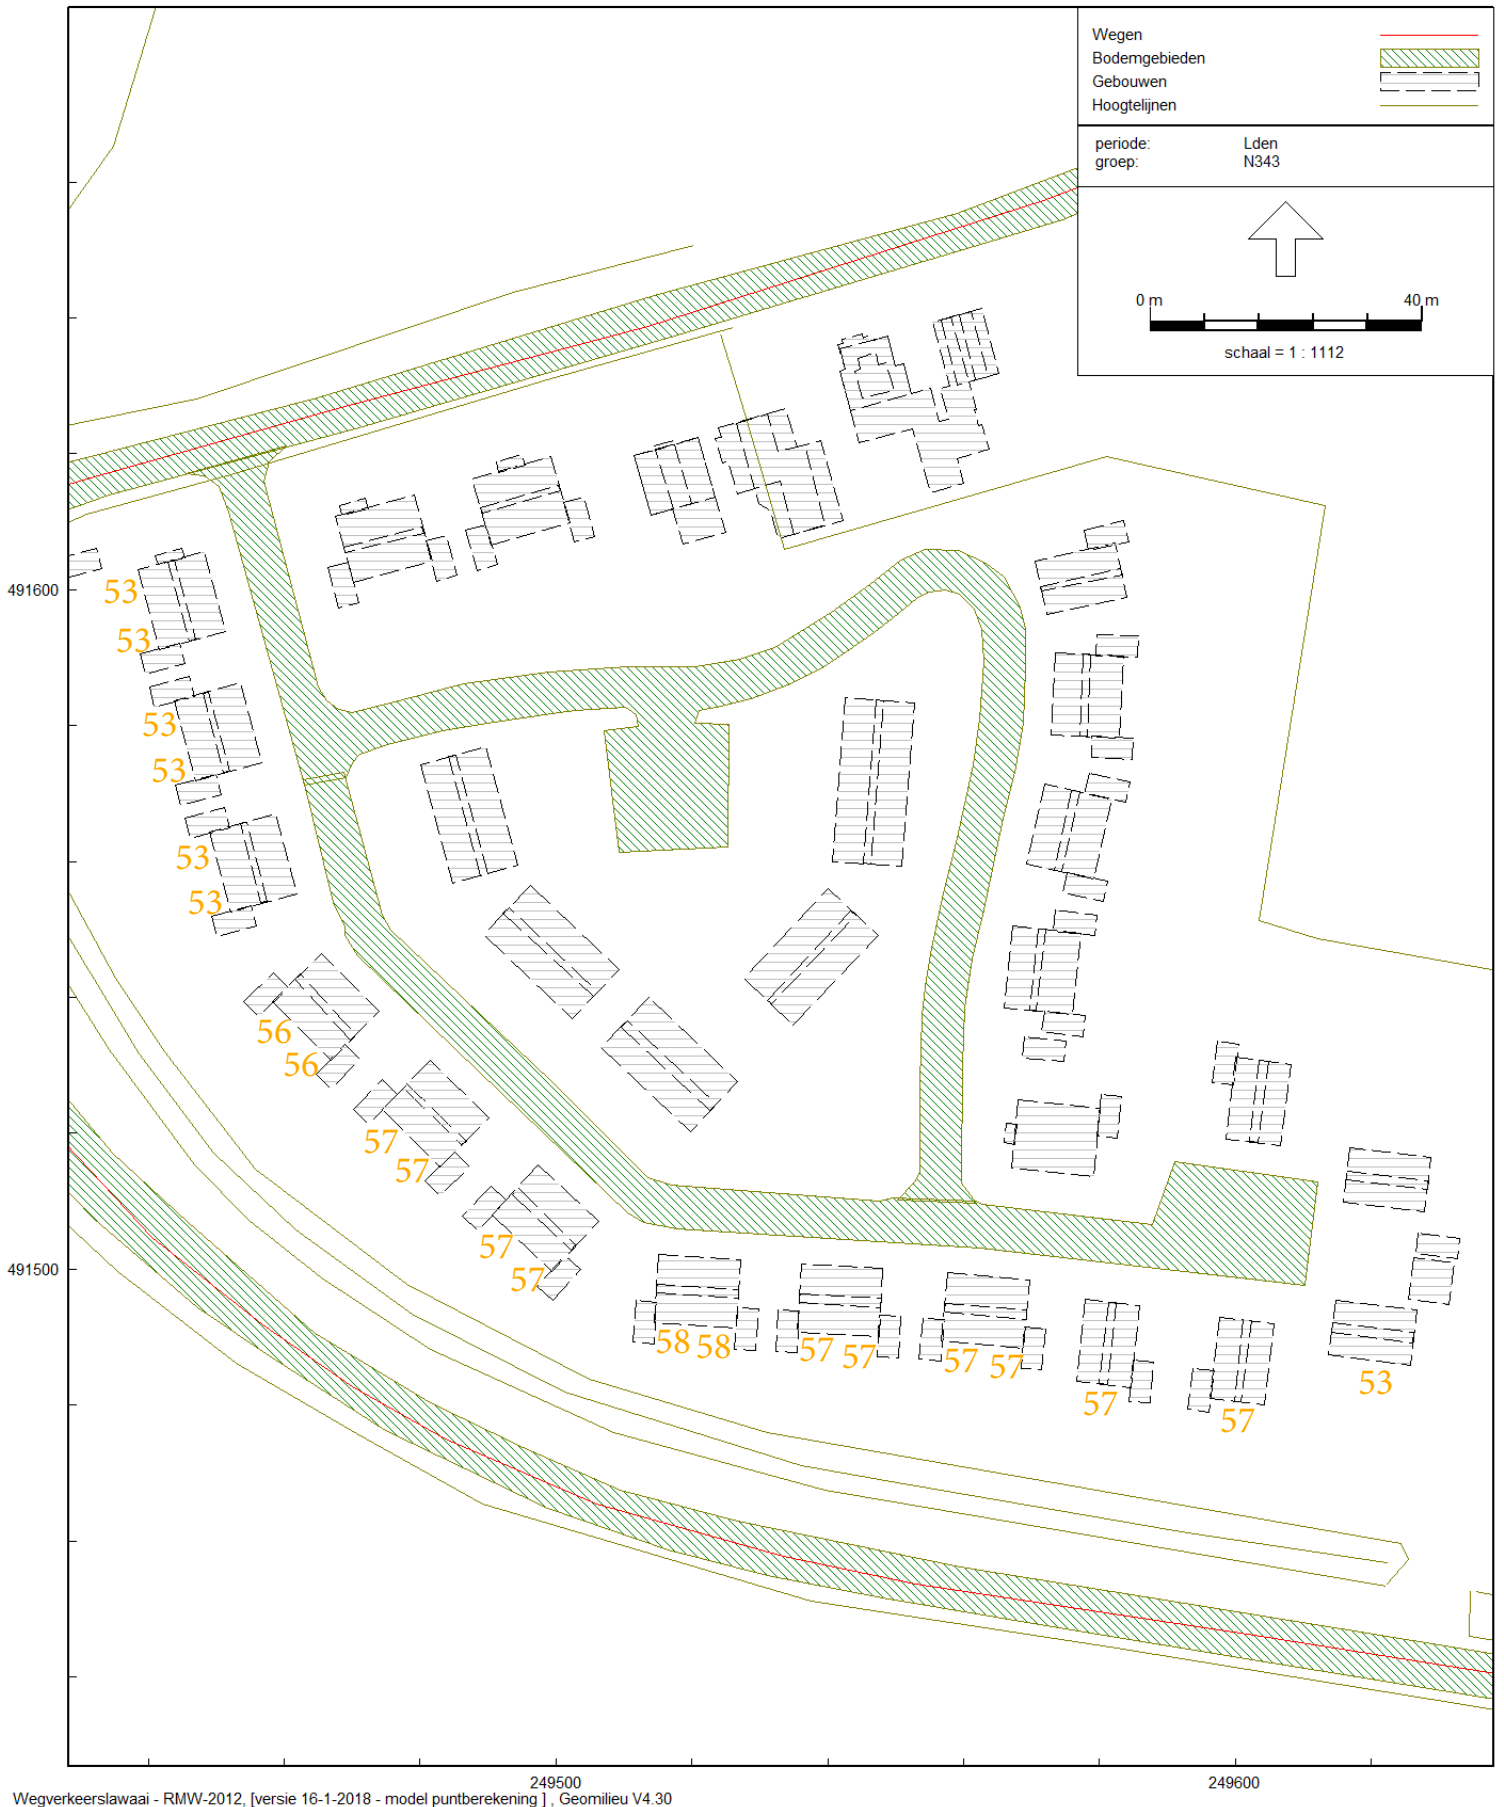 Wegen
Bodemgebieden
Gebouwen
Hoogtelijnen
periode: Lden
groep: N343
0 m 40 m
schaal = 1 : 1112
491600
53
53
53
53
53
53
56
56
57
57
57
57
491500
58 58 57 57 57 57
57
57
53
249500 249600
Wegverkeerslawaai - RMW-2012, [versie 16-1-2018 - model puntberekening ] , Geomilieu V4.30